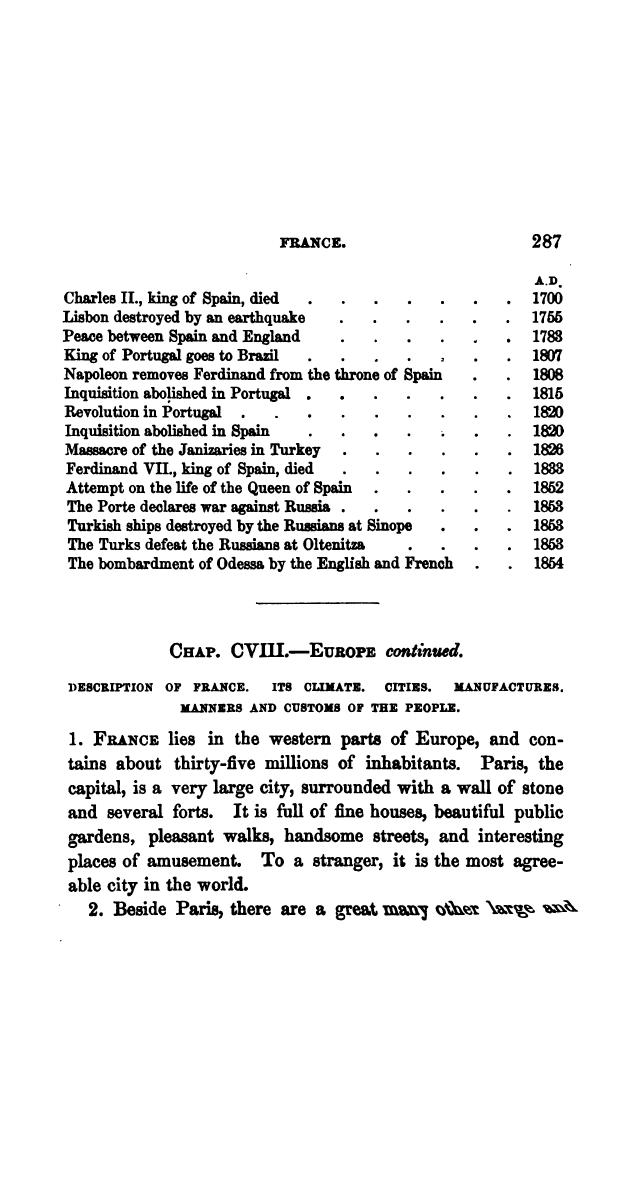 FRANCE. 287
A.D.
Charles II., king of Spain, died . . . . . . . 1700
Lisbon destroyed by an earthquake . . . . . . 1755
Peace between Spain and England . . . . . . 1783
King of Portugal goes to Brazil . . . . . . . 1807
Napoleon removes Ferdinand from the throne of Spain . . 1808
Inquisition abolished in Portugal . . . . . . . 1815
Revolution in Portugal . . . . . . . . . 1820
Inquisition abolished in Spain . . . . . . . 1820
Massacre of the Janizaries in Turkey . . . . . . 1826
Ferdinand VII., king of Spain, died . . . . . . 1833
Attempt on the life of the Queen of Spain . . . . . 1852
The Porte declares war against Russia . . . . . . 1853
Turkish ships destroyed by the Russians at Sinope . . . 1853
The Turks defeat the Russians at Oltenitza . . . . 1853
The bombardment of Odessa by the English and French . . 1854
CHAP. CVIII.—EUROPE continued.
DESCRIPTION OF FRANCE. ITS CLIMATE. CITIES. MANUFACTURES.
MANNERS AND CUSTOMS OF THE PEOPLE.
1. FRANCE lies in the western parts of Europe, and con-
tains about thirty-five millions of inhabitants. Paris, the
capital, is a very large city, surrounded with a wall of stone
and several forts. It is full of fine houses, beautiful public
gardens, pleasant walks, handsome streets, and interesting
places of amusement. To a stranger, it is the most agree-
able city in the world.
2. Beside Paris, there are a great many other large and